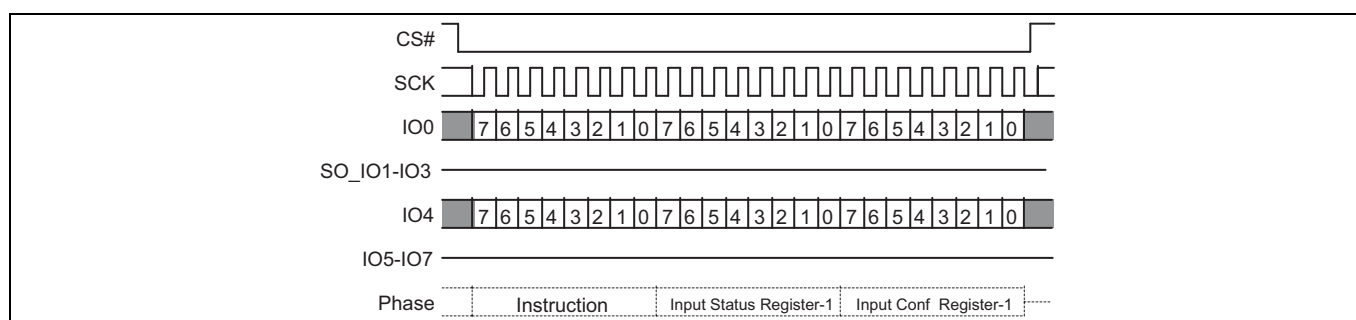 CS#
SCK
IO0 7 6 5 4 3 2 1 0 7 6 5 4 3 2 1 0 7 6 5 4 3 2 1 0
SO_IO1-IO3
IO4 7 6 5 4 3 2 1 0 7 6 5 4 3 2 1 0 7 6 5 4 3 2 1 0
IO5-IO7
Phase Instruction Input Status Register-1 Input Conf Register-1